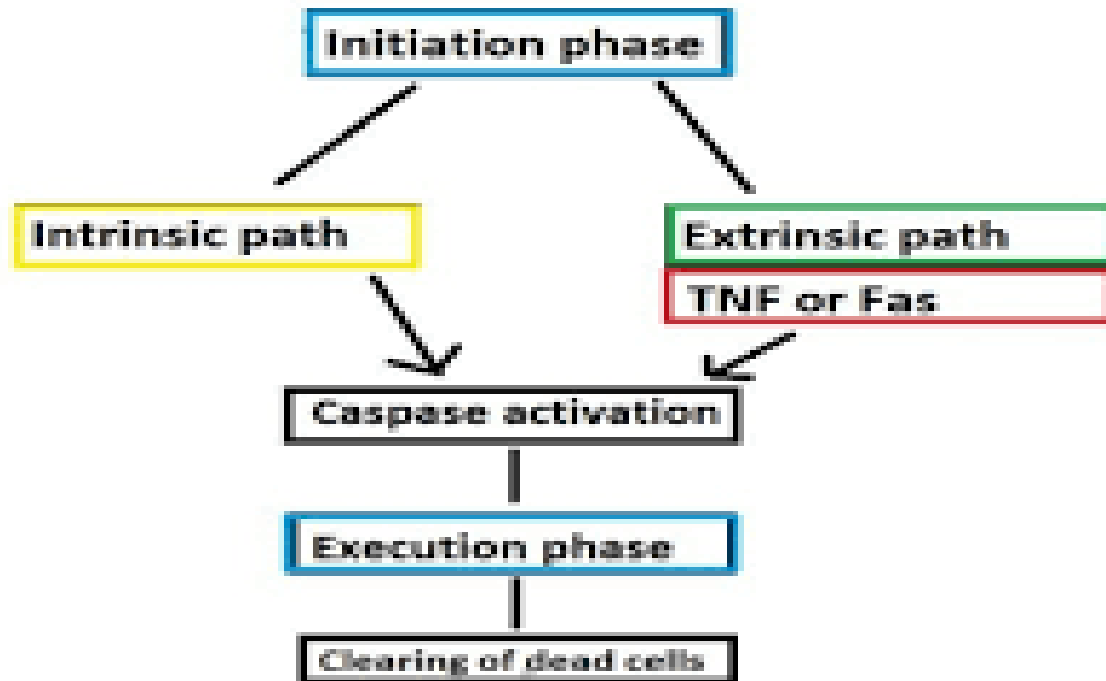 Initiation phase
Intrinsic path
Extrinsic path
TNF or Fas
Caspase activation
Execution phase
Clearing of dead cells